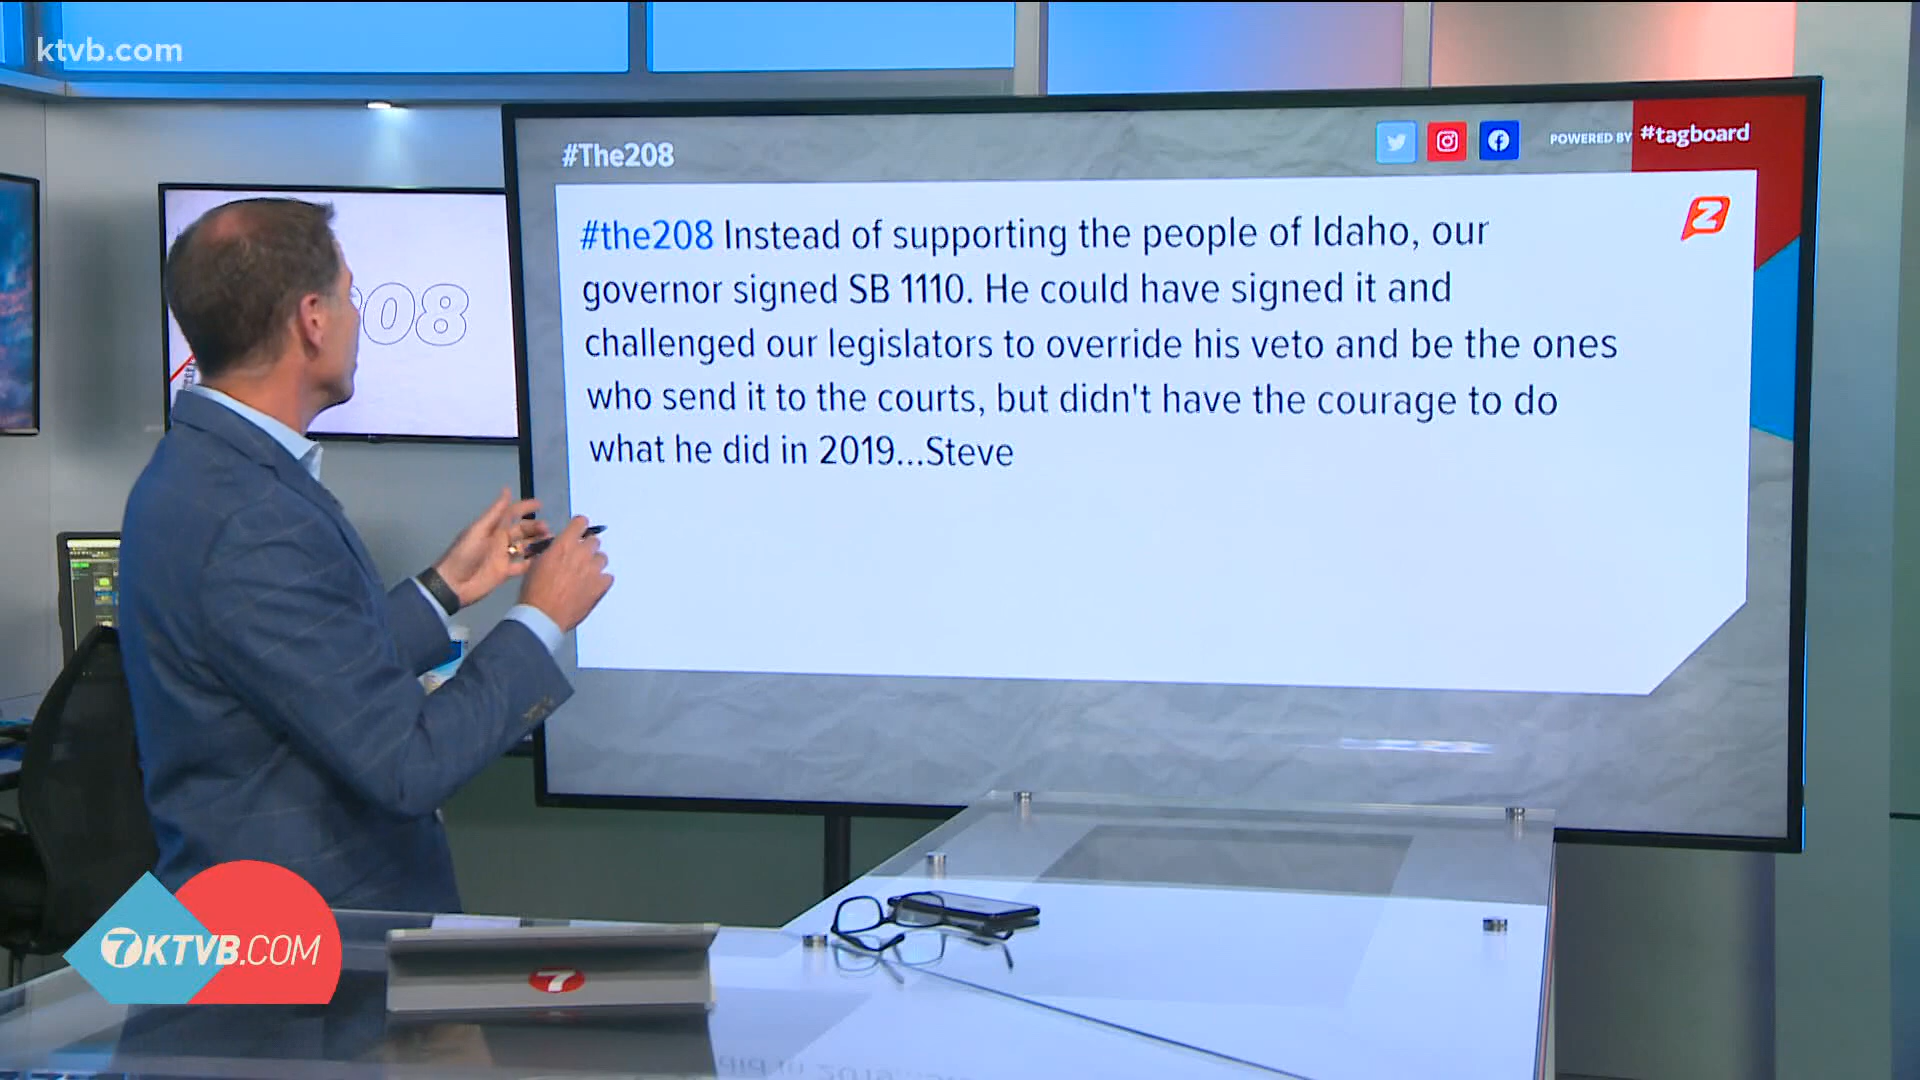 ktvb.com
#The208
POWERED BY #tagboard
#the208 Instead of supporting the people of Idaho, our
governor signed SB 1110. He could have signed it and
challenged our legislators to override his veto and be the ones
who send it to the courts, but didn't have the courage to do
what he did in 2019...Steve
Z
208
7KTVB.COM
7